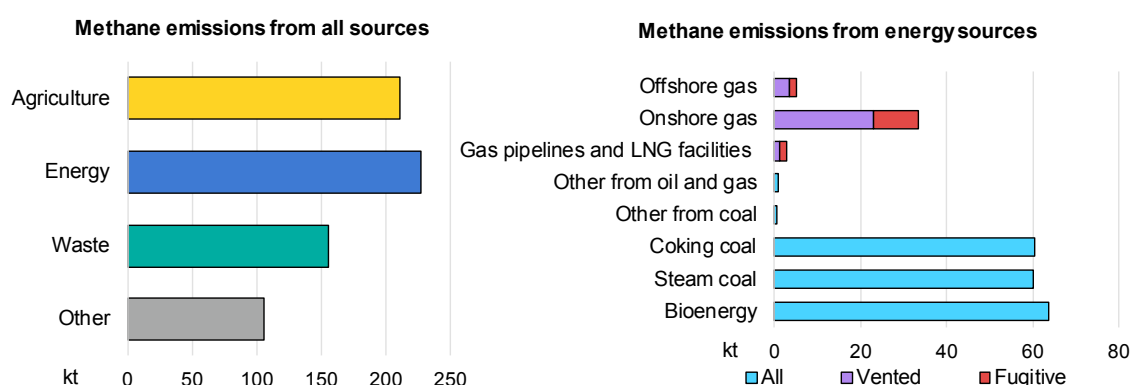 Methane emissions from all sources
Agriculture
Energy
Waste
Other
kt 0 50 100 150 200 250
Methane emissions from energy sources
Offshore gas
Onshore gas
Gas pipelines and LNG facilities
Other from oil and gas
Other from coal
Coking coal
Steam coal
Bioenergy
kt 0 20 40 60 80
All Vented Fugitive